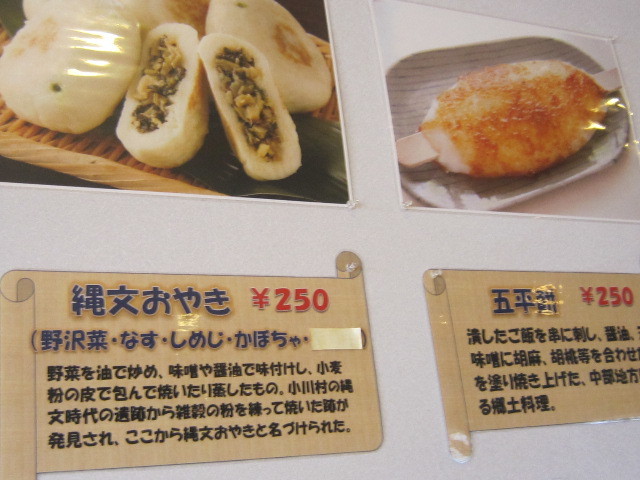 縄文おやき ¥250
(野沢菜・なす・しめじ・かぼちゃ・ )
野菜を油で炒め、味噌や醤油で味付けし、小麦
粉の皮で包んで焼いたり蒸したもの。小川村の縄
文時代の遺跡から雑穀の粉を練って焼いた跡が
発見され、ここから縄文おやきと名づけられた。
五平 ¥250
潰したご飯を串に刺し、醤油、
味噌に胡麻、胡桃等を合わせ
を塗り焼き上げた、中部地方
る郷土料理。